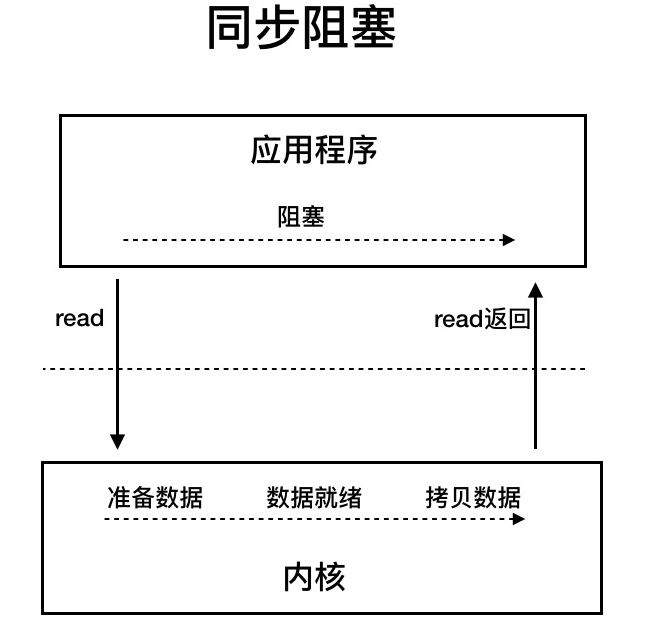 同步阻塞
应用程序
阻塞
read
read返回
准备数据 数据就绪 拷贝数据
内核